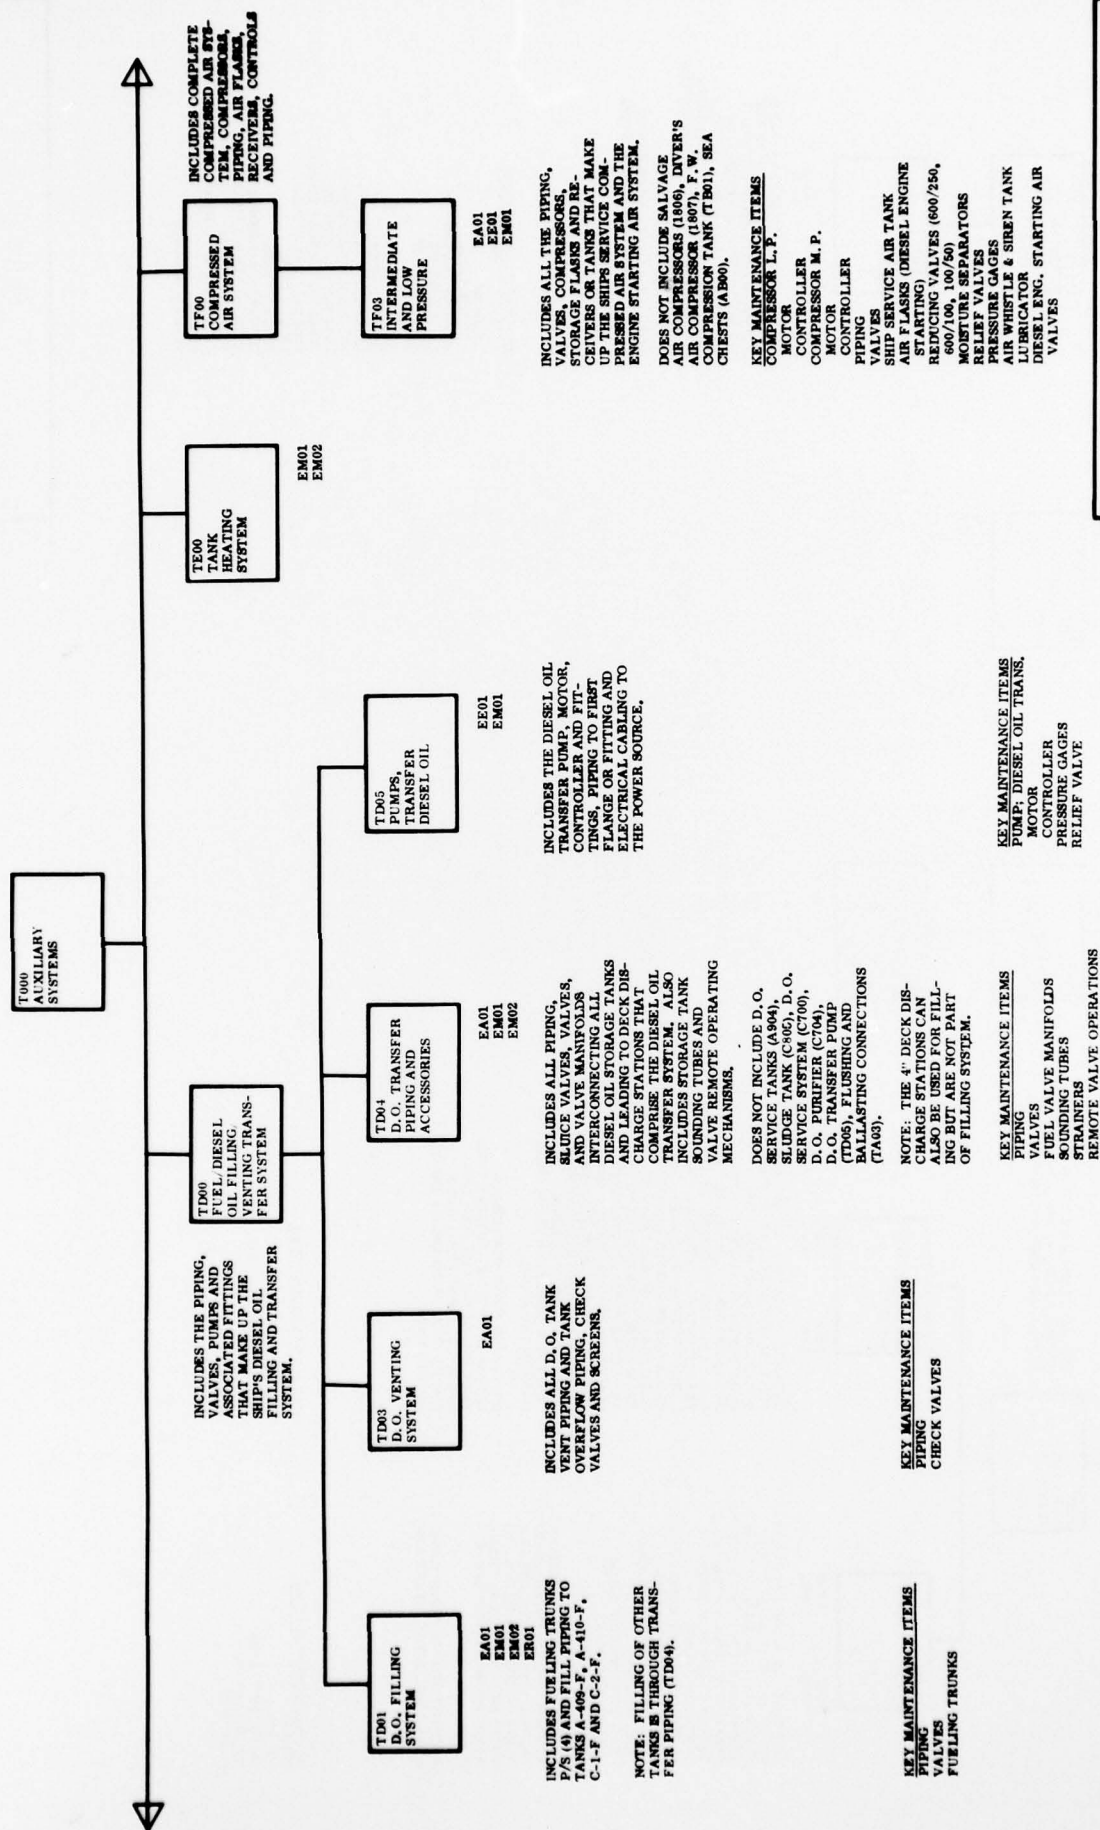 T000
AUXILIARY
SYSTEMS
INCLUDES THE PIPING,
VALVES, PUMPS AND
ASSOCIATED FITTINGS
THAT MAKE UP THE
SHIP'S DIESEL OIL
FILLING AND TRANSFER
SYSTEM.
TD00
FUEL/DIESEL
OIL FILLING,
VENTING TRANS-
FER SYSTEM
TD01
D.O. FILLING
SYSTEM
EA01
EM01
EM02
ER01
INCLUDES FUELING TRUNKS
P/S (4) AND FILL PIPING TO
TANKS A-409-F, A-410-F,
C-1-F AND C-2-F.
NOTE: FILLING OF OTHER
TANKS IS THROUGH TRANS-
FER PIPING (TD04).
KEY MAINTENANCE ITEMS
PIPING
VALVES
FUELING TRUNKS
TD03
D.O. VENTING
SYSTEM
EA01
INCLUDES ALL D.O. TANK
VENT PIPING AND TANK
OVERFLOW PIPING, CHECK
VALVES AND SCREENS.
KEY MAINTENANCE ITEMS
PIPING
CHECK VALVES
TD04
D.O. TRANSFER
PIPING AND
ACCESSORIES
EA01
EM01
EM02
INCLUDES ALL PIPING,
SLUICE VALVES, VALVES,
AND VALVE MANIFOLDS
INTERCONNECTING ALL
DIESEL OIL STORAGE TANKS
AND LEADING TO DECK DIS-
CHARGE STATIONS THAT
COMPRISE THE DIESEL OIL
TRANSFER SYSTEM. ALSO
INCLUDES STORAGE TANK
SOUNDING TUBES AND
VALVE REMOTE OPERATING
MECHANISMS.
DOES NOT INCLUDE D.O.
SERVICE TANKS (A904),
SLUDGE TANK D.O.
SERVICE SYSTEM (C700),
D.O. PURIFIER (C704),
D.O. TRANSFER PUMP
(TD05), FLUSHING AND
BALLASTING CONNECTIONS
(TA03).
NOTE: THE 4" DECK DIS-
CHARGE STATIONS CAN
ALSO BE USED FOR FILL-
ING BUT ARE NOT PART
OF FILLING SYSTEM.
KEY MAINTENANCE ITEMS
PIPING
VALVES
FUEL VALVE MANIFOLDS
SOUNDING TUBES
STRAINERS
REMOTE VALVE OPERATIONS
TD05
PUMPS,
TRANSFER
DIESEL OIL
EE01
EM01
INCLUDES THE DIESEL OIL
TRANSFER PUMP, MOTOR,
CONTROLLER AND FIT-
TINGS, PIPING TO FIRST
FLANGE OR FITTING AND
ELECTRICAL CABLING TO
THE POWER SOURCE.
KEY MAINTENANCE ITEMS
PUMP; DIESEL OIL TRANS.
MOTOR
CONTROLLER
PRESSURE GAGES
RELIEF VALVE
TE00
TANK
HEATING
SYSTEM
EM01
EM02
TF00
COMPRESSED
AIR SYSTEM
INCLUDES COMPLETE
COMPRESSED AIR SYS-
TEM, COMPRESSORS,
PIPING, AIR FLASKS,
RECEIVERS, CONTROLS
AND PIPING.
TF03
INTERMEDIATE
AND LOW
PRESSURE
EA01
EE01
EM01
INCLUDES ALL THE PIPING,
VALVES, COMPRESSORS,
STORAGE FLASKS AND RE-
CEIVERS OR TANKS THAT MAKE
UP THE SHIPS SERVICE COM-
PRESSED AIR SYSTEM AND THE
ENGINE STARTING AIR SYSTEM.
DOES NOT INCLUDE SALVAGE
AIR COMPRESSORS (1806), DIVER'S
AIR COMPRESSOR (1807), F.W.
COMPRESSION TANK (TB01), SEA
CHESTS (AB00).
KEY MAINTENANCE ITEMS
COMPRESSOR L.P.
MOTOR
CONTROLLER
COMPRESSOR M.P.
MOTOR
CONTROLLER
PIPING
VALVES
SHIP SERVICE AIR TANK
AIR FLASKS (DIESEL ENGINE
STARTING)
REDUCING VALVES (600/250,
600/100, 100/50)
MOISTURE SEPARATORS
RELIEF VALVES
PRESSURE GAGES
AIR WHISTLE & SIREN TANK
LUBRICATOR
DIESEL ENG. STARTING AIR
VALVES